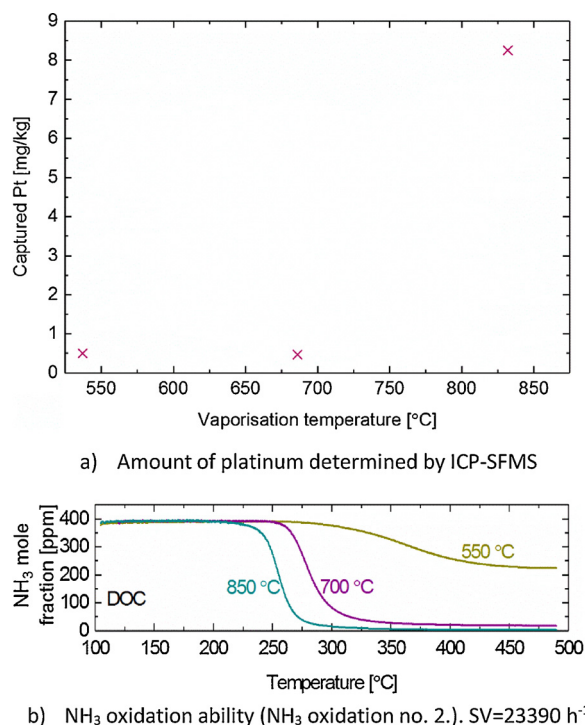 9
8
7
6
5
4
3
2
1
0
Captured Pt [mg/kg]
550 600 650 700 750 800 850
Vaporisation temperature [°C]
a) Amount of platinum determined by ICP-SFMS
400
300
200
100
0
NH₃ mole
fraction [ppm]
550 °C
850 °C 700 °C
DOC
100 150 200 250 300 350 400 450 500
Temperature [°C]
b) NH₃ oxidation ability (NH₃ oxidation no. 2.). SV=23390 h⁻